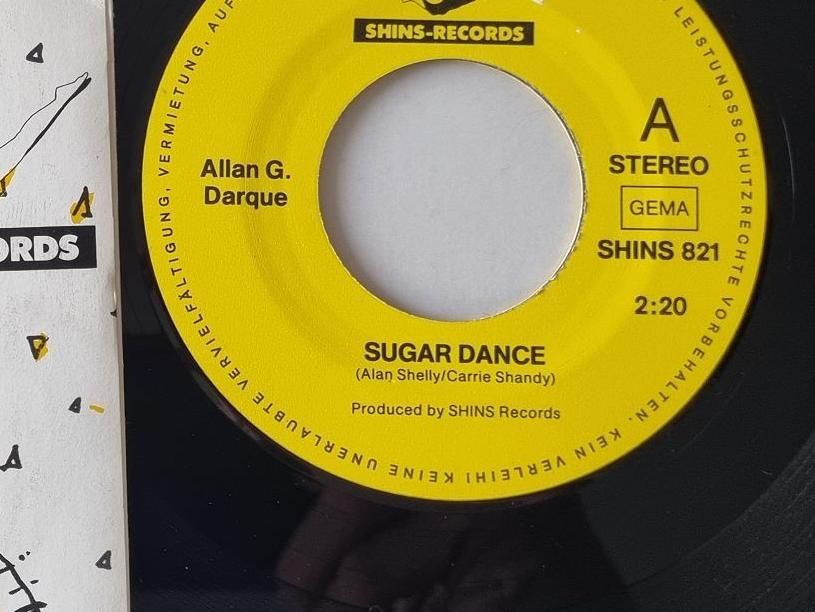 SHINS-RECORDS
A
STEREO
GEMA
SHINS 821
2:20
Allan G.
Darque
SUGAR DANCE
(Alan Shelly/Carrie Shandy)
Produced by SHINS Records
LEISTUNGSSCHUTZRECHTE VORBEHALTEN. KEIN VERLEIH! KEINE UNERLAUBTE VERVIELFÄLTIGUNG, VERMIETUNG, AUF
ORDS